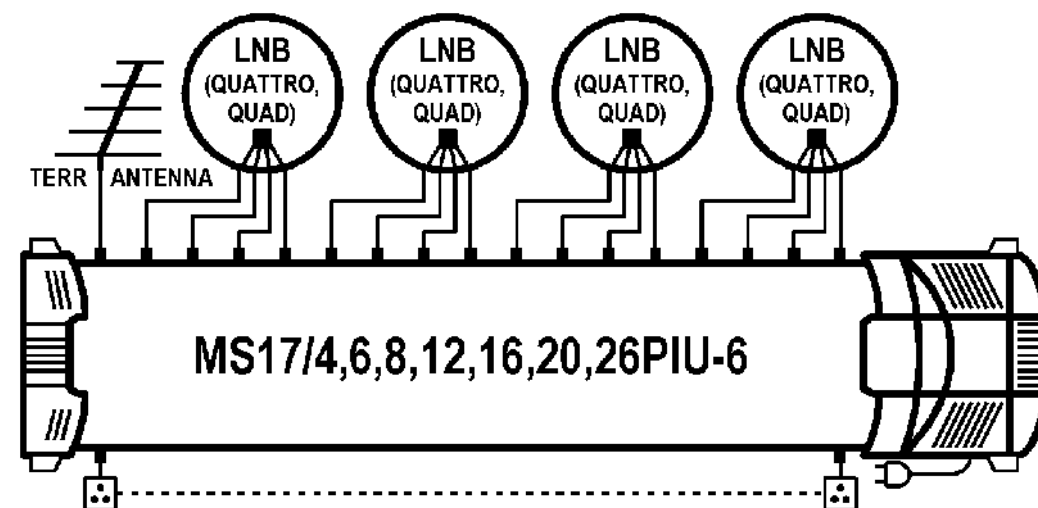 LNB
(QUATTRO,
QUAD)
LNB
(QUATTRO,
QUAD)
LNB
(QUATTRO,
QUAD)
LNB
(QUATTRO,
QUAD)
TERR ANTENNA
MS17/4,6,8,12,16,20,26PIU-6